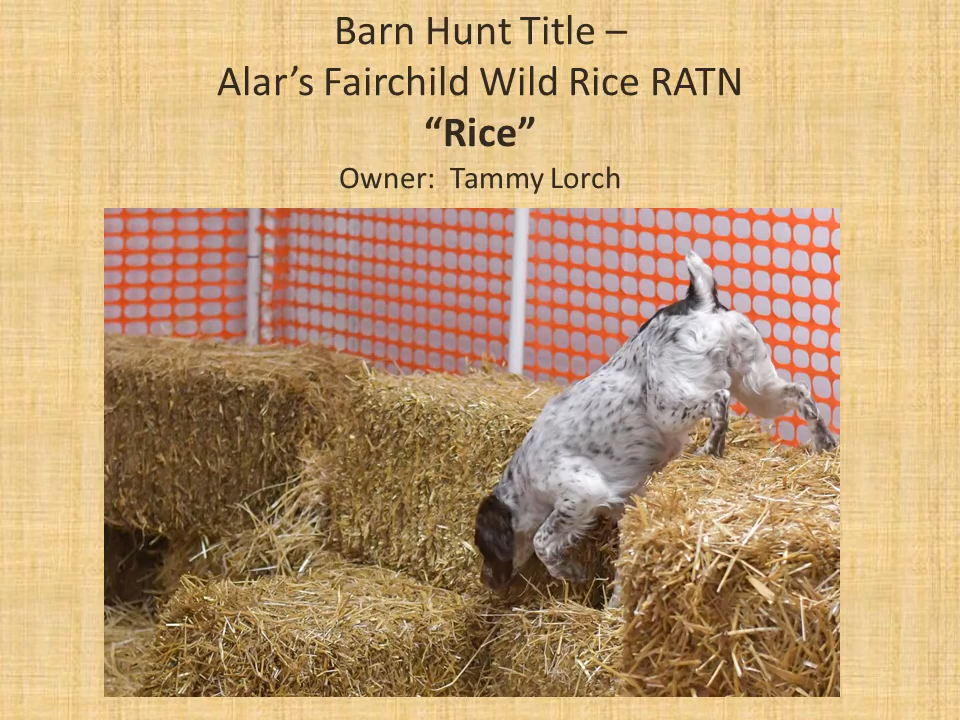 Barn Hunt Title –
Alar’s Fairchild Wild Rice RATN
“Rice”
Owner:  Tammy Lorch